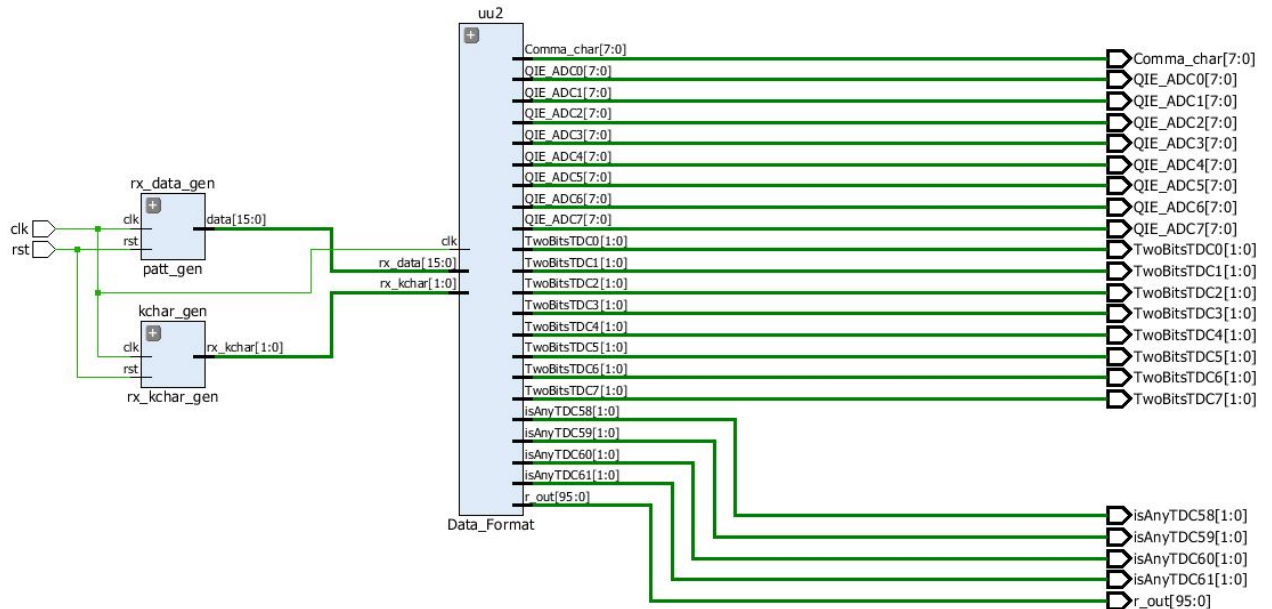 uu2
Comma_char[7:0]
QIE_ADC0[7:0]
QIE_ADC1[7:0]
QIE_ADC2[7:0]
QIE_ADC3[7:0]
QIE_ADC4[7:0]
QIE_ADC5[7:0]
QIE_ADC6[7:0]
QIE_ADC7[7:0]
TwoBitsTDC0[1:0]
TwoBitsTDC1[1:0]
TwoBitsTDC2[1:0]
TwoBitsTDC3[1:0]
TwoBitsTDC4[1:0]
TwoBitsTDC5[1:0]
TwoBitsTDC6[1:0]
TwoBitsTDC7[1:0]
isAnyTDC58[1:0]
isAnyTDC59[1:0]
isAnyTDC60[1:0]
isAnyTDC61[1:0]
r_out[95:0]
clk
rx_data[15:0]
rx_kchar[1:0]
Data_Format
rx_data_gen
clk
rst
data[15:0]
patt_gen
clk
rst
kchar_gen
clk
rst
rx_kchar[1:0]
rx_kchar_gen
Comma_char[7:0]
QIE_ADC0[7:0]
QIE_ADC1[7:0]
QIE_ADC2[7:0]
QIE_ADC3[7:0]
QIE_ADC4[7:0]
QIE_ADC5[7:0]
QIE_ADC6[7:0]
QIE_ADC7[7:0]
TwoBitsTDC0[1:0]
TwoBitsTDC1[1:0]
TwoBitsTDC2[1:0]
TwoBitsTDC3[1:0]
TwoBitsTDC4[1:0]
TwoBitsTDC5[1:0]
TwoBitsTDC6[1:0]
TwoBitsTDC7[1:0]
isAnyTDC58[1:0]
isAnyTDC59[1:0]
isAnyTDC60[1:0]
isAnyTDC61[1:0]
r_out[95:0]